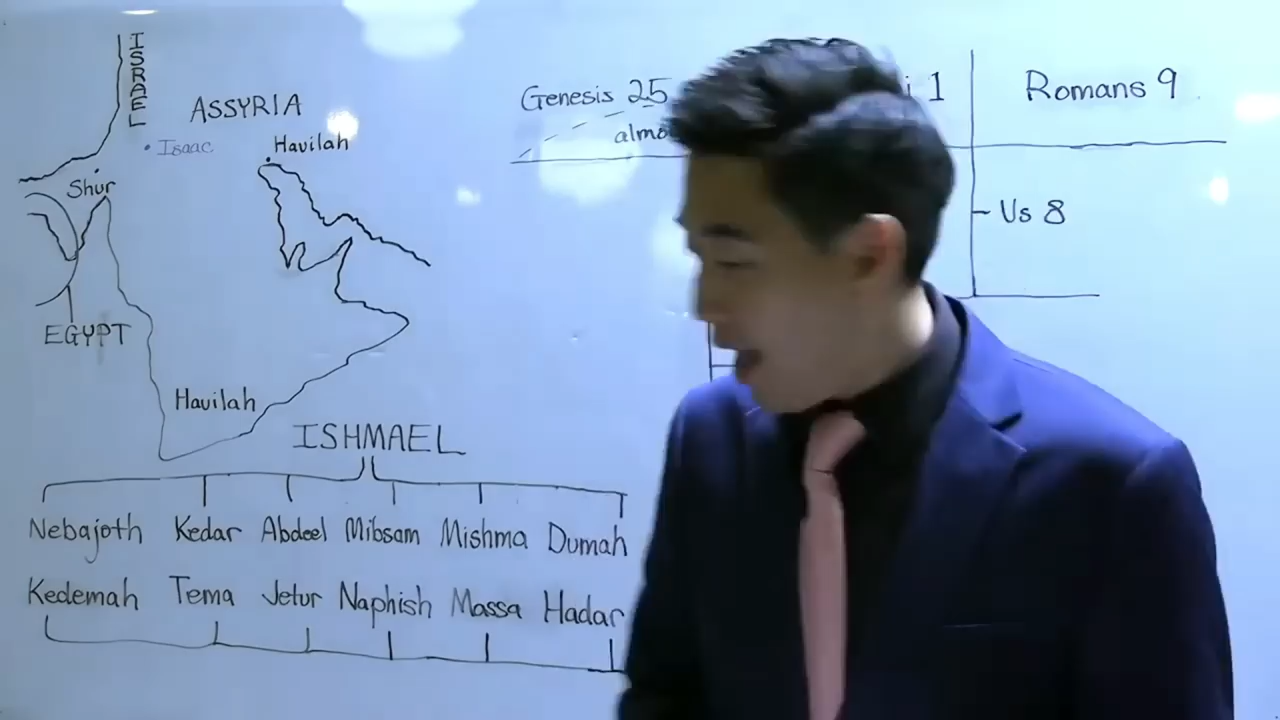 ISRAEL
ASSYRIA
Isaac
Havilah
Shur
EGYPT
Havilah
ISHMAEL
Nebajoth Kedar Abdeel Mibsam Mishma Dumah
Kedemah Tema Jetur Naphish Massa Hadar
Genesis 25
1
Romans 9
Vs 8